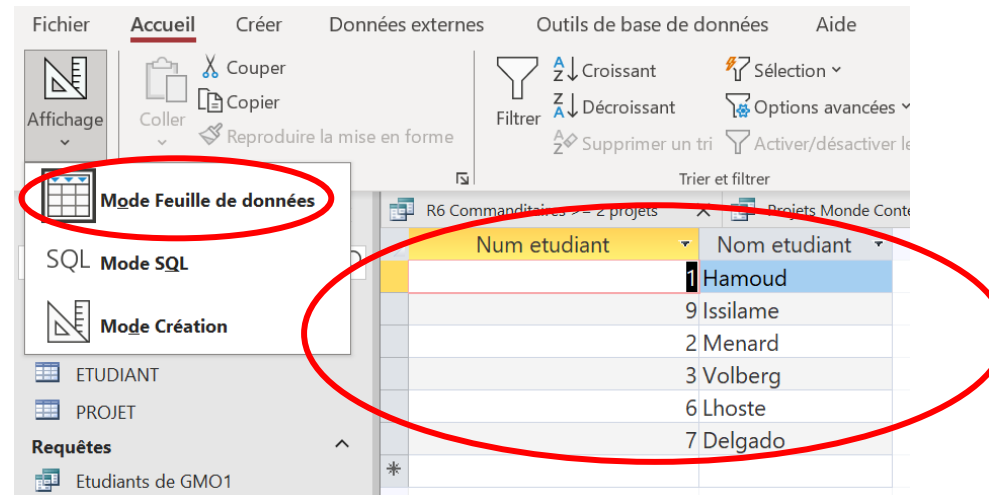 Fichier Accueil Créer Données externes Outils de base de données Aide
Affichage
Coller
Couper
Copier
Reproduire la mise en forme
Filtrer
Croissant
Décroissant
Supprimer un tri
Sélection
Options avancées
Activer/désactiver le
Trier et filtrer
Mode Feuille de données
SQL Mode SQL
Mode Création
ETUDIANT
PROJET
Requêtes
Etudiants de GMO1
R6 Commanditaires >= 2 projets
Projets Monde Conte
Num etudiant Nom etudiant
1 Hamoud
9 Issilame
2 Menard
3 Volberg
6 Lhoste
7 Delgado